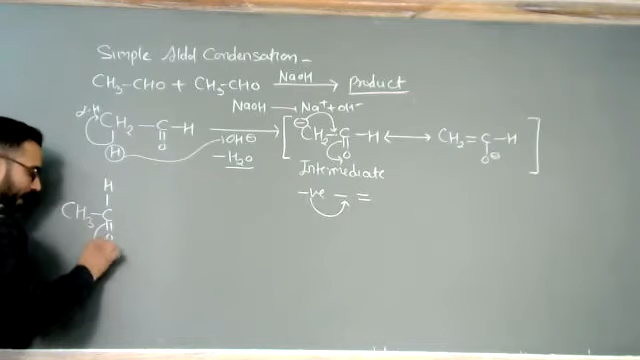 Simple Aldol Condensation -
CH₃-CHO + CH₃-CHO NaOH → product
NaOH → Na⁺ + OH⁻
α-H CH₂ - C - H → [ ⊖ CH₂ - C - H ↔ CH₂ = C - H ]
H O OH⊖ O O⊖
- H₂O
Intermediate
-ve - =
H
CH₃ - C